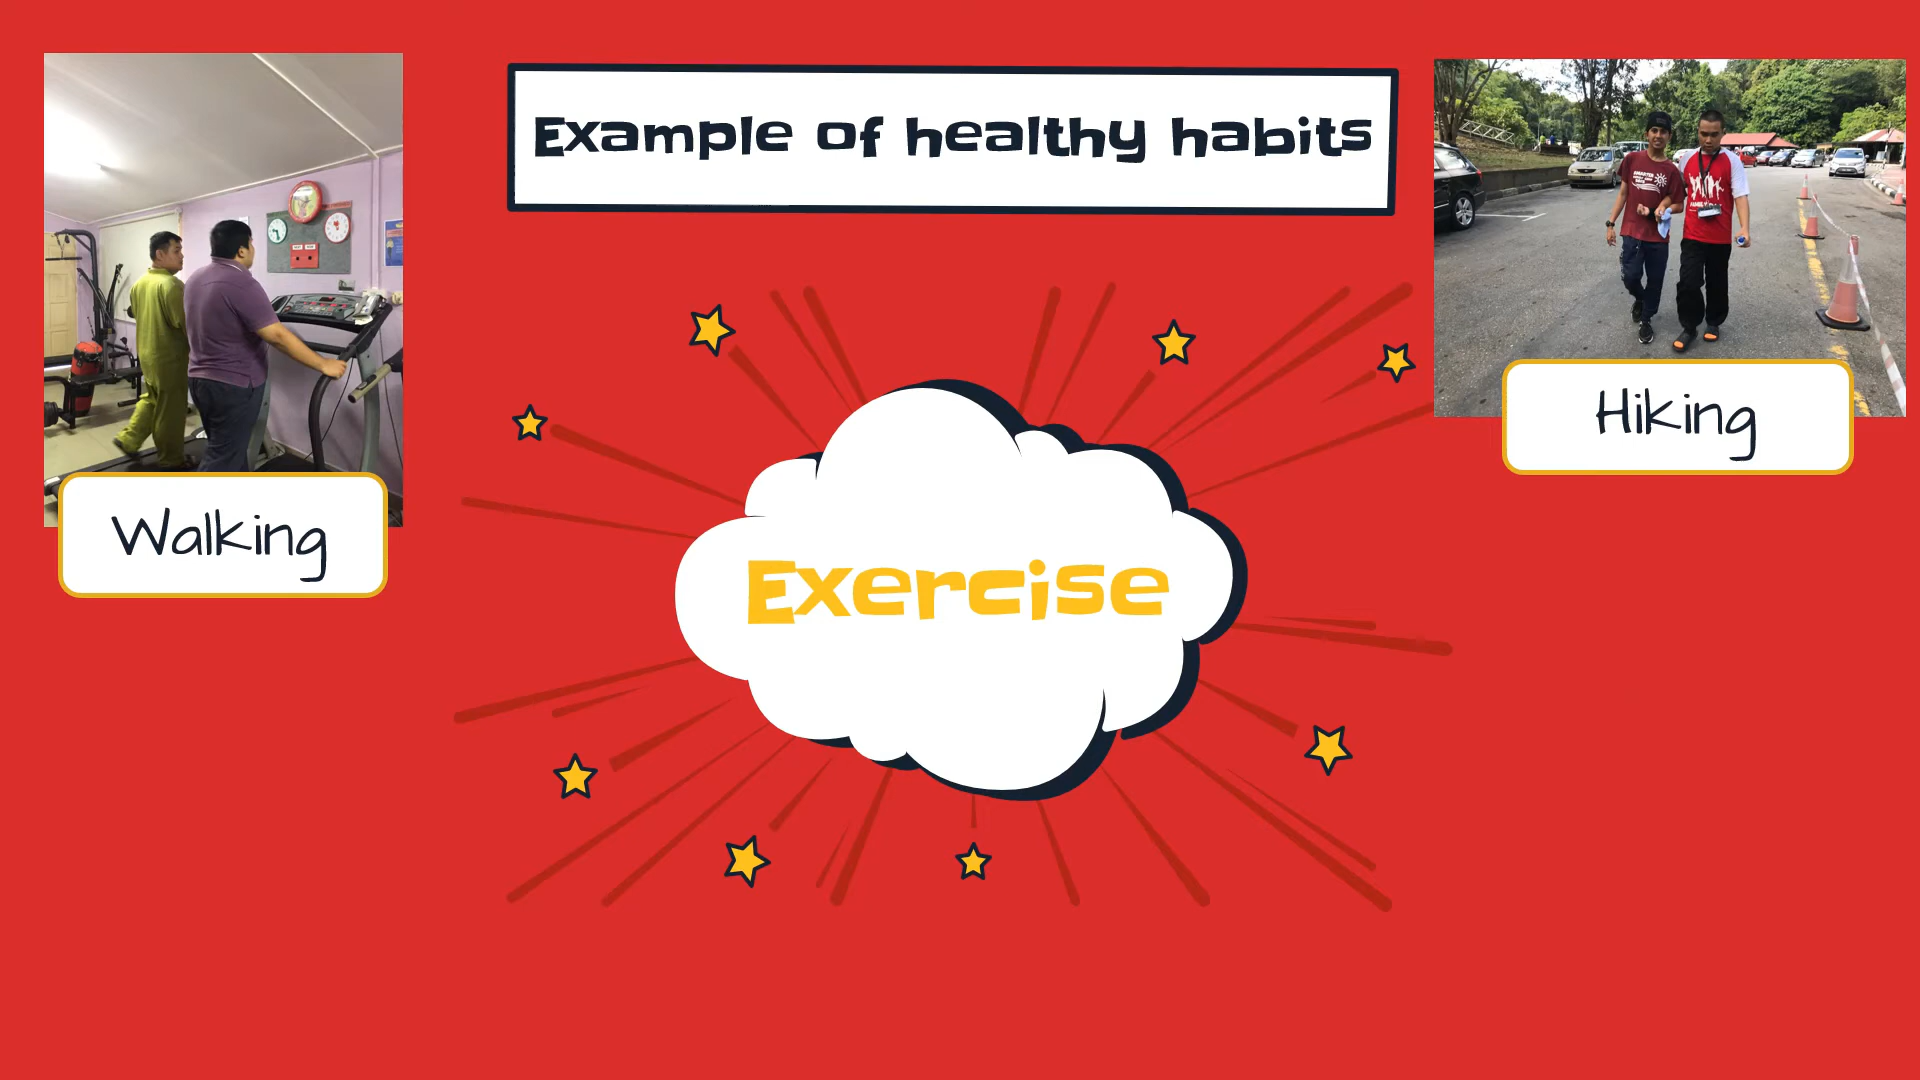 Example of healthy habits
Walking
Hiking
Exercise